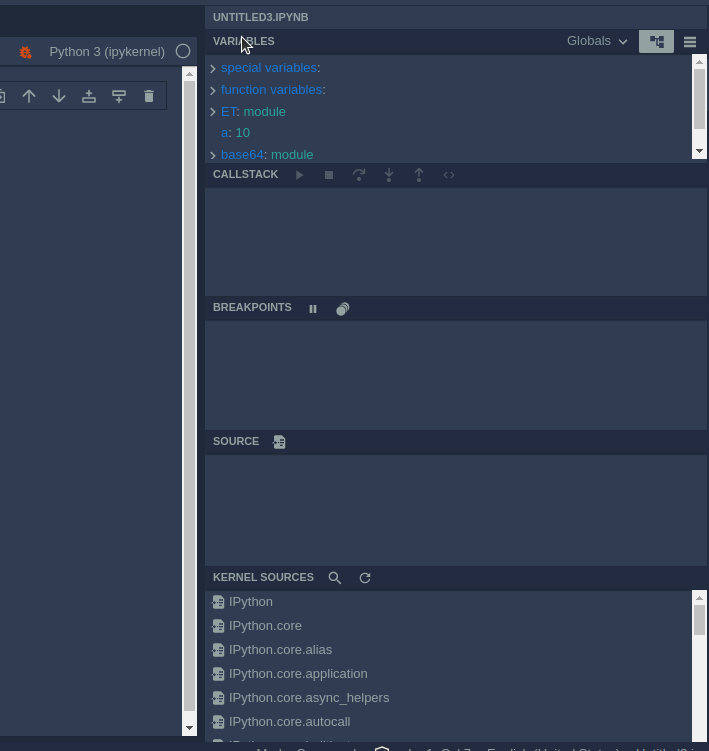 UNTITLED3.IPYNB
VARIABLES Globals
Python 3 (ipykernel)
special variables:
function variables:
ET: module
a: 10
base64: module
CALLSTACK
BREAKPOINTS
SOURCE
KERNEL SOURCES
IPython
IPython.core
IPython.core.alias
IPython.core.application
IPython.core.async_helpers
IPython.core.autocall